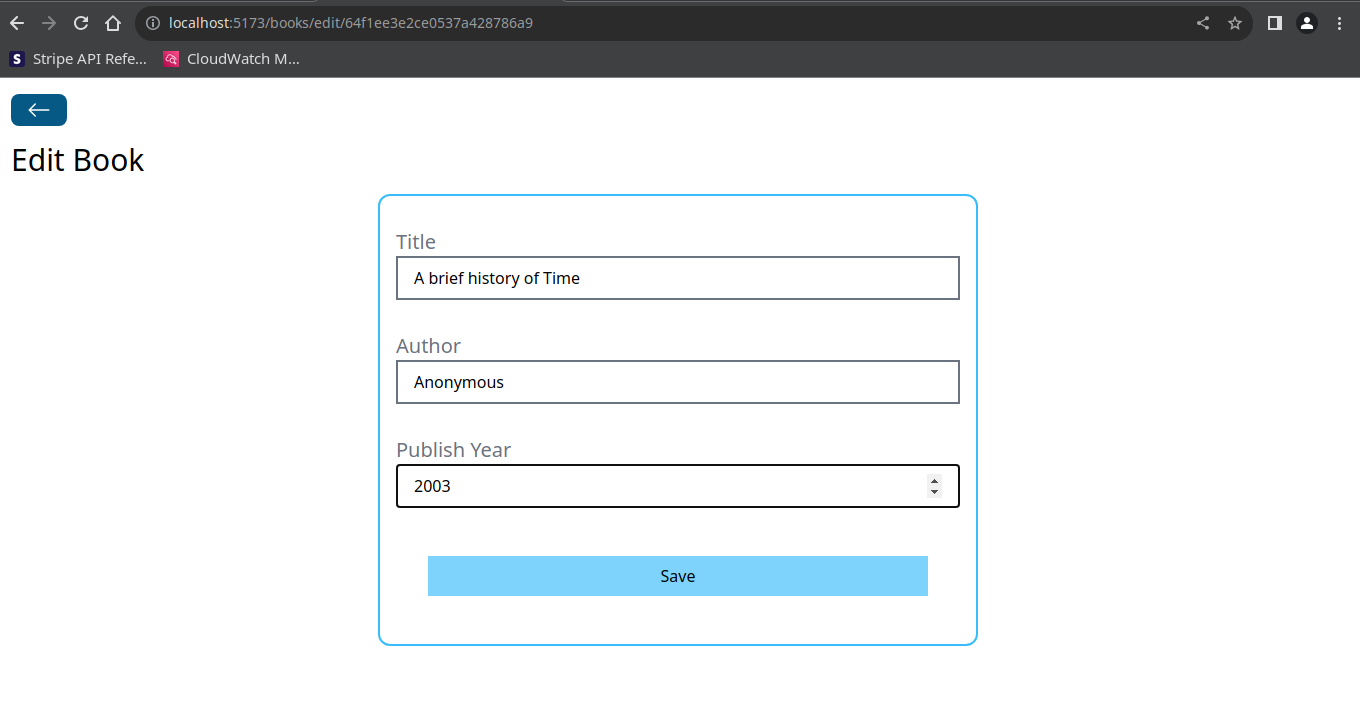 localhost:5173/books/edit/64f1ee3e2ce0537a428786a9
S Stripe API Refe... CloudWatch M...
Edit Book
Title
A brief history of Time
Author
Anonymous
Publish Year
2003
Save